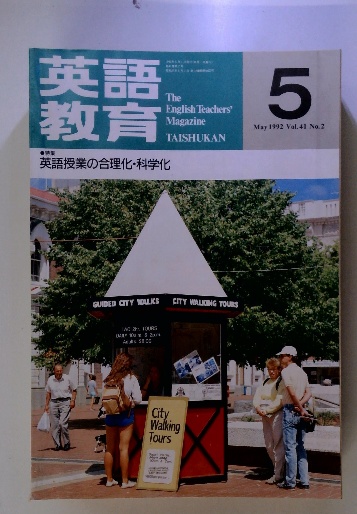 英語
教育
The
English Teachers'
Magazine
TAISHUKAN
5
May 1992 Vol.41 No.2
●特集
英語授業の合理化・科学化
GUIDED CITY WALKS
CITY WALKING TOURS
City
Walking
Tours